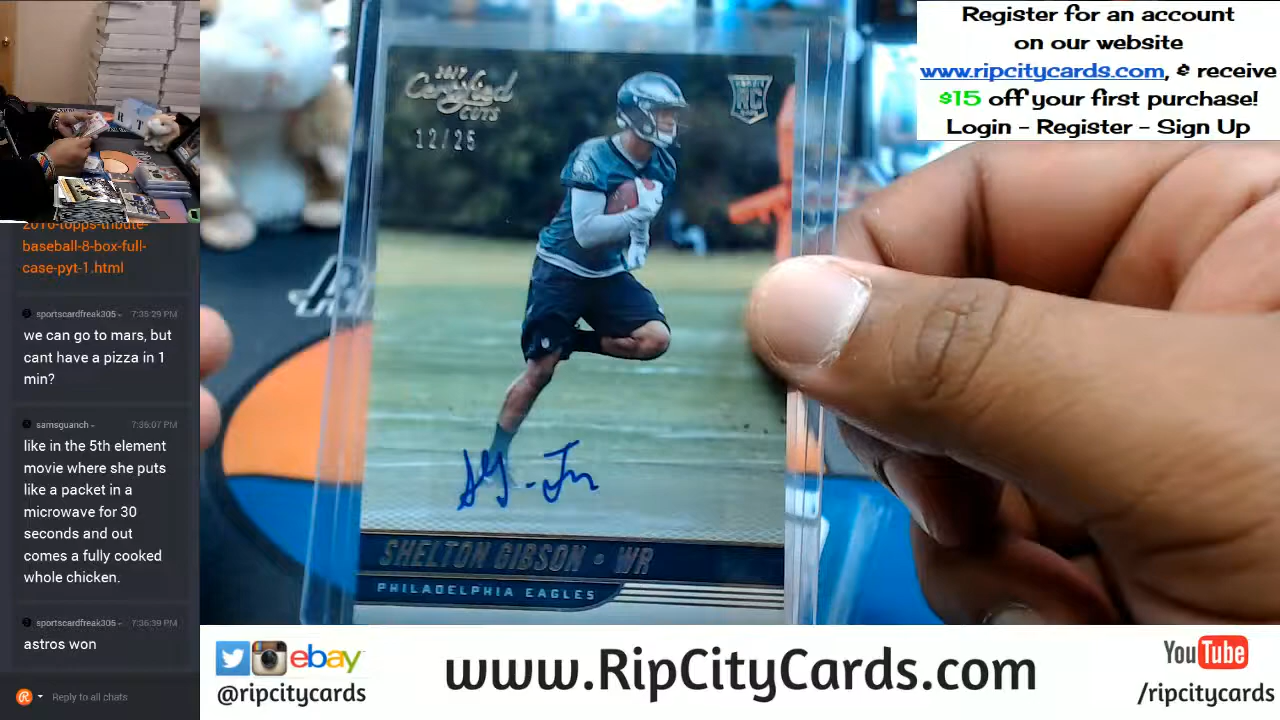 Register for an account
on our website
www.ripcitycards.com, & receive
$15 off your first purchase!
Login - Register - Sign Up
2016-topps-tribute-
baseball-8-box-full-
case-pyt-1.html
sportscardfreak305 - 7:35:29 PM
we can go to mars, but
cant have a pizza in 1
min?
samsquanch - 7:36:07 PM
like in the 5th element
movie where she puts
like a packet in a
microwave for 30
seconds and out
comes a fully cooked
whole chicken.
sportscardfreak305 - 7:36:39 PM
astros won
Reply to all chats
2017
Certified
CUTS
12/25
RC
SHELTON GIBSON • WR
PHILADELPHIA EAGLES
ebay
@ripcitycards
www.RipCityCards.com
YouTube
/ripcitycards